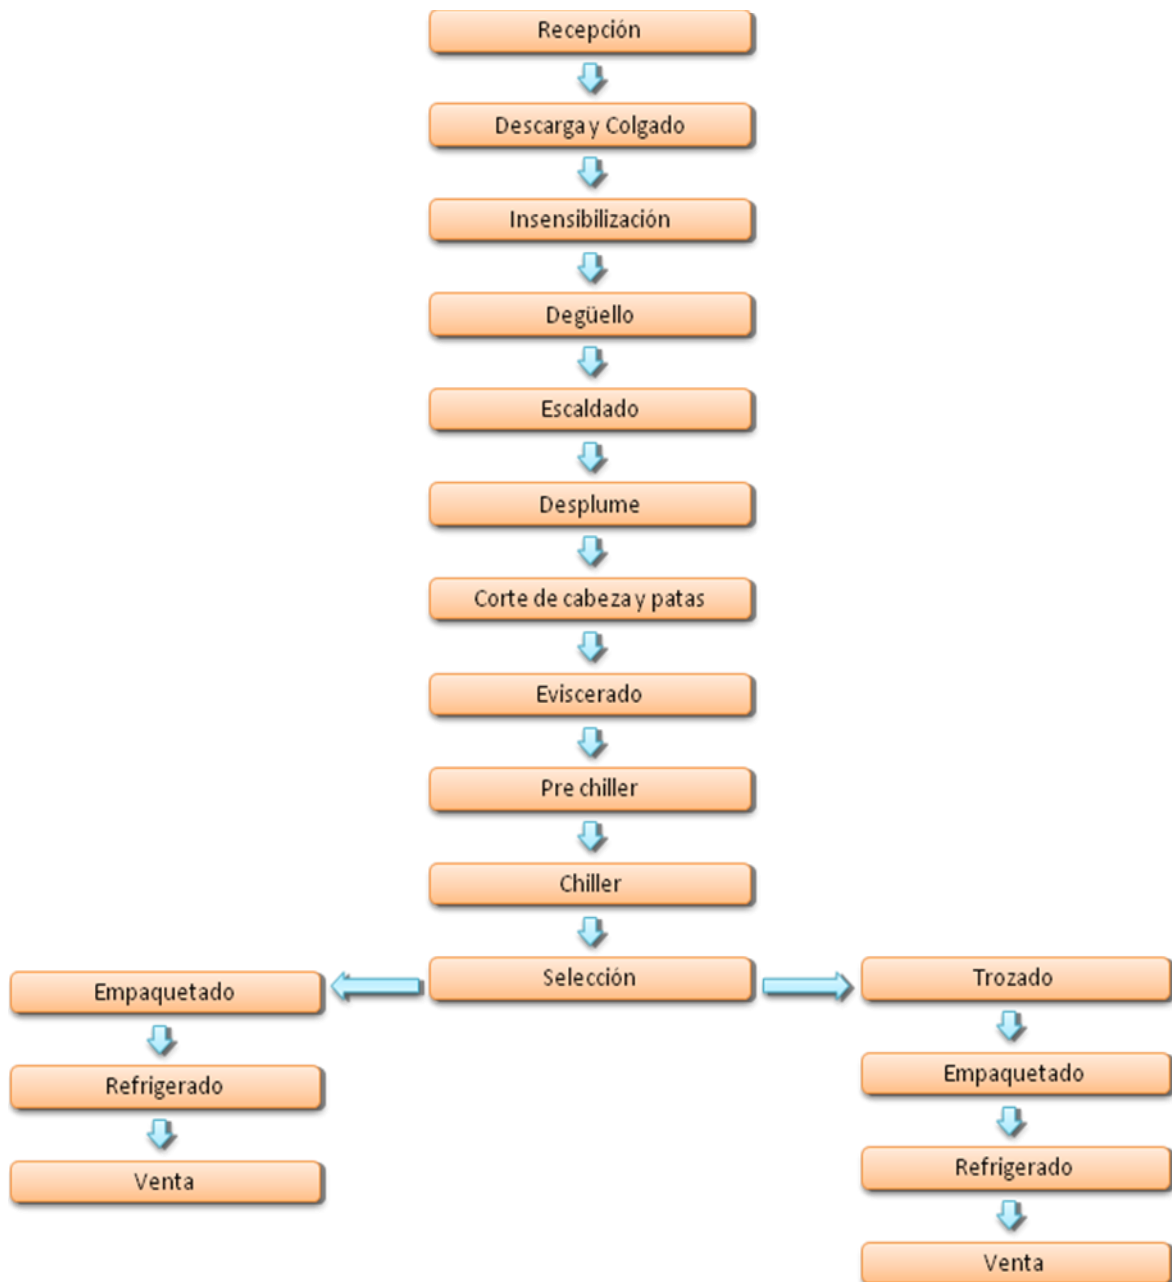 Recepción
Descarga y Colgado
Insensibilización
Degüello
Escaldado
Desplume
Corte de cabeza y patas
Eviscerado
Pre chiller
Chiller
Selección
Empaquetado
Refrigerado
Venta
Trozado
Empaquetado
Refrigerado
Venta